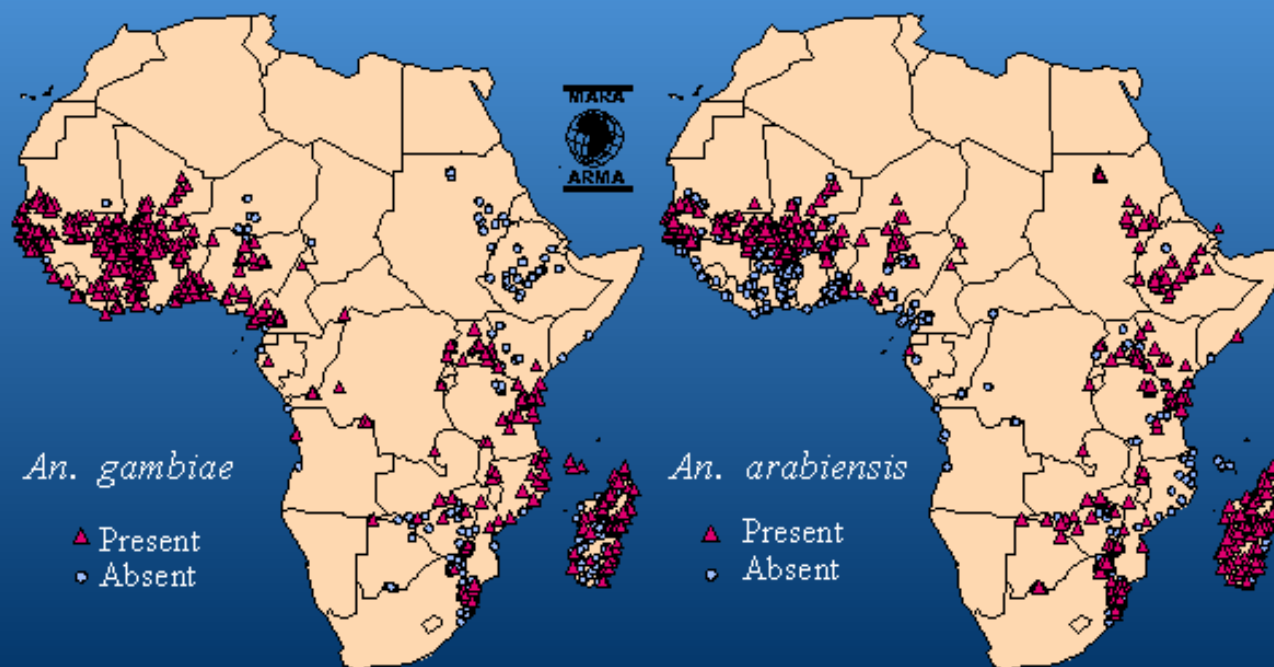 MARA
ARMA
An. gambiae
Present
Absent
An. arabiensis
Present
Absent